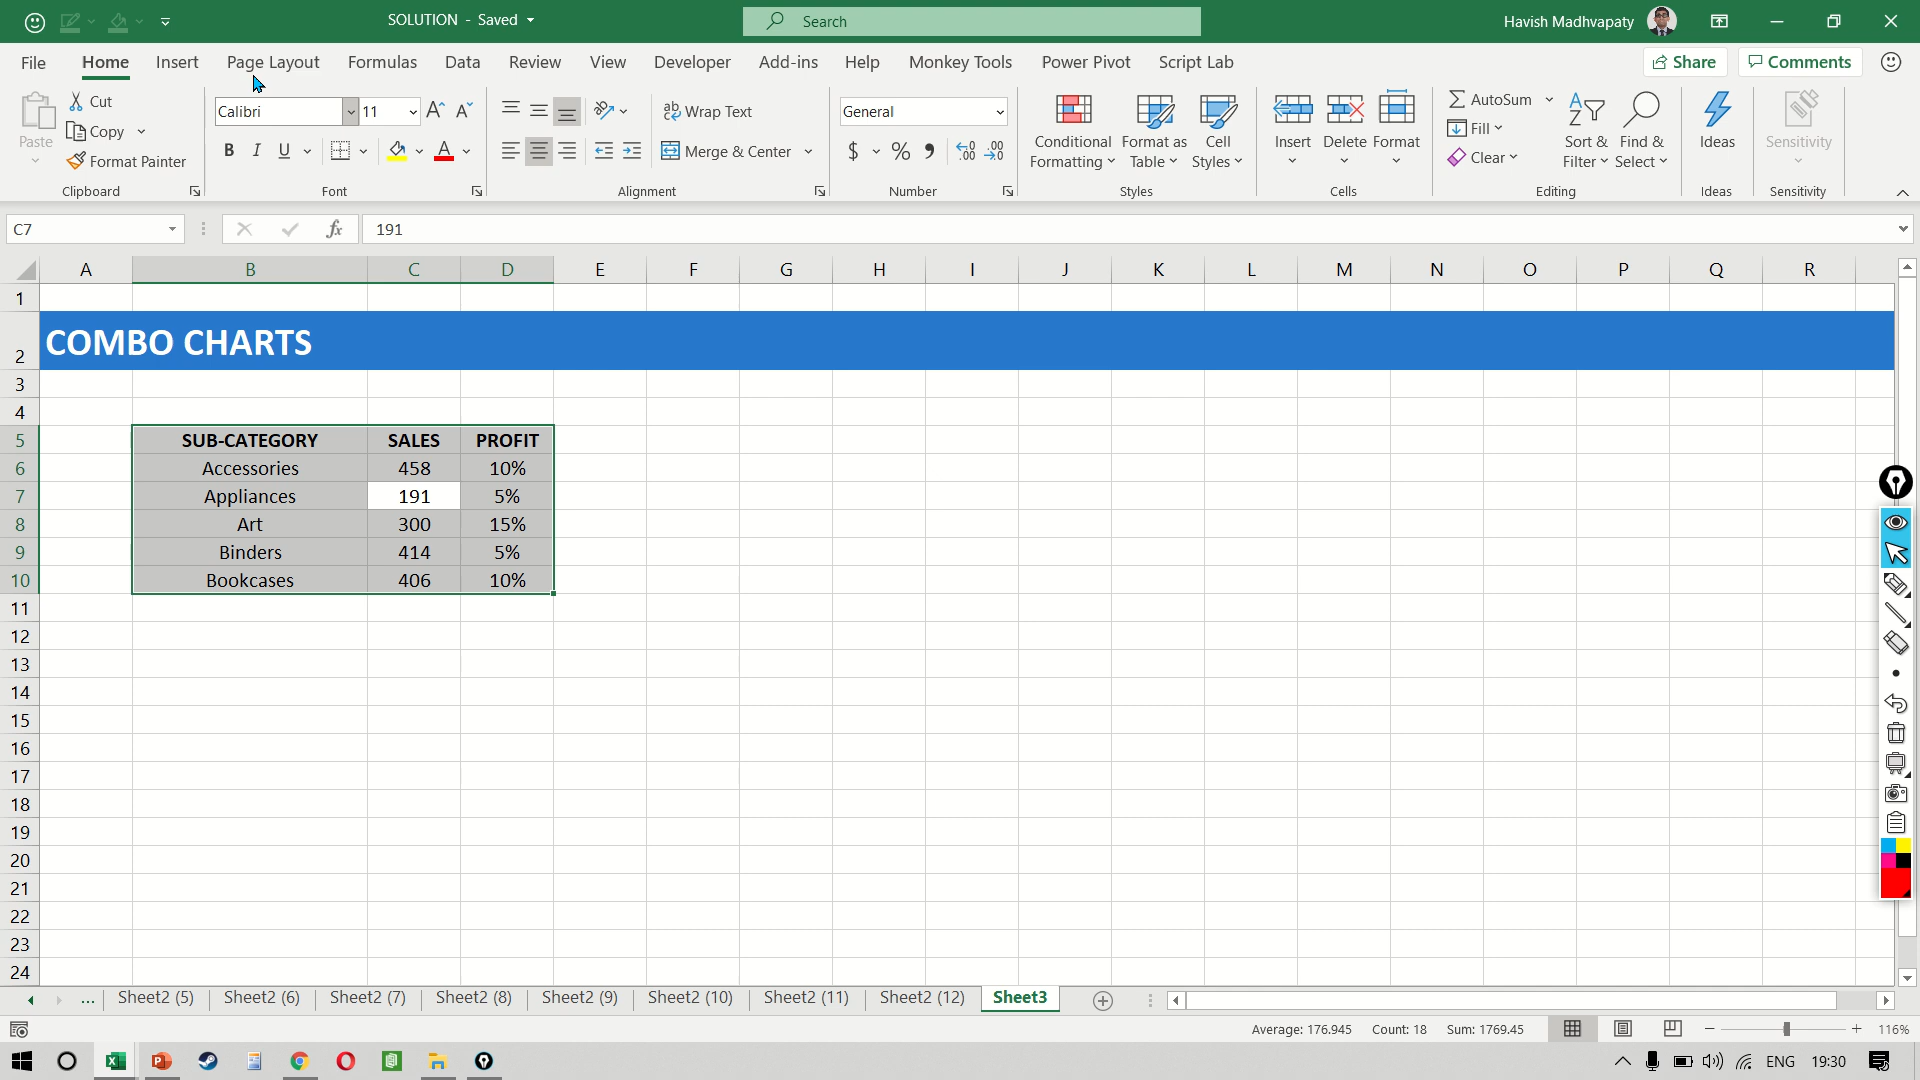 SOLUTION - Saved
Search
Havish Madhvapaty
File Home Insert Page Layout Formulas Data Review View Developer Add-ins Help Monkey Tools Power Pivot Script Lab Share Comments
Paste
Cut
Copy
Format Painter
Clipboard
Calibri 11
B I U A
Font
Wrap Text
Merge & Center
Alignment
General
$ % 9
Number
Conditional Formatting
Format as Table
Cell Styles
Styles
Insert Delete Format
Cells
AutoSum
Fill
Clear
Sort & Filter
Find & Select
Editing
Ideas
Ideas
Sensitivity
Sensitivity
C7 fx 191
A B C D E F G H I J K L M N O P Q R
1
2 COMBO CHARTS
3
4
5 SUB-CATEGORY SALES PROFIT
6 Accessories 458 10%
7 Appliances 191 5%
8 Art 300 15%
9 Binders 414 5%
10 Bookcases 406 10%
11
12
13
14
15
16
17
18
19
20
21
22
23
24
... Sheet2 (5) Sheet2 (6) Sheet2 (7) Sheet2 (8) Sheet2 (9) Sheet2 (10) Sheet2 (11) Sheet2 (12) Sheet3
Average: 176.945 Count: 18 Sum: 1769.45 116%
ENG 19:30